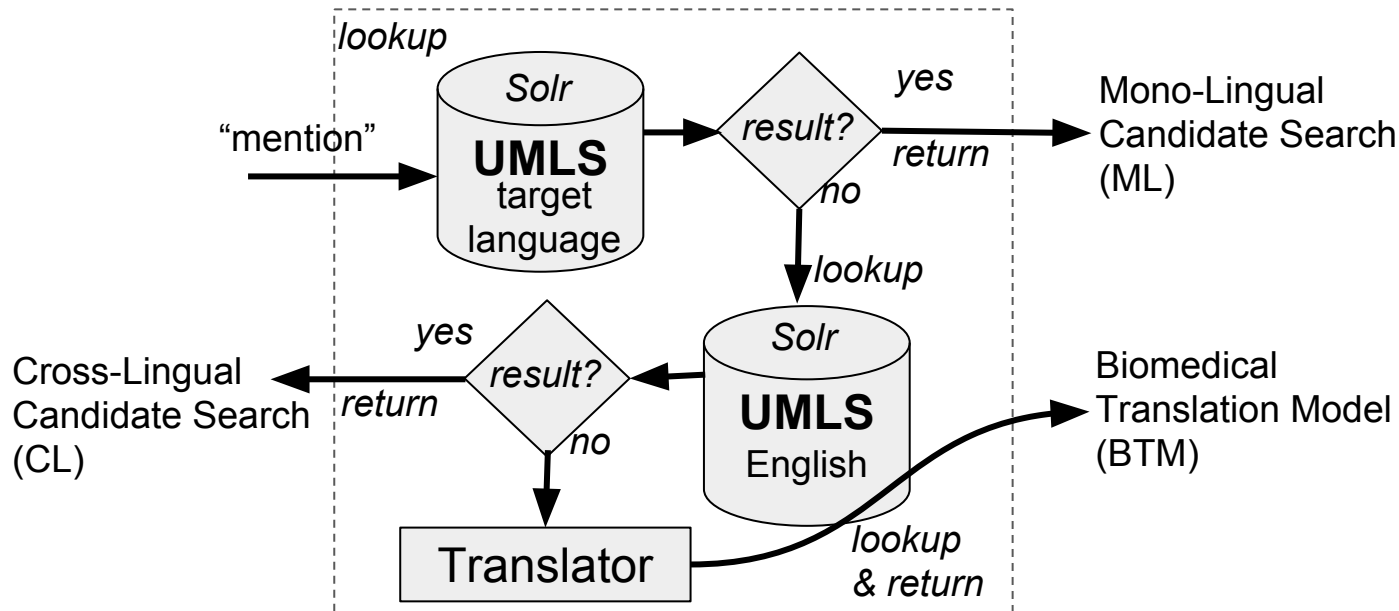 lookup
Solr
UMLS
target
language
“mention”
result?
yes
return
no
Mono-Lingual
Candidate Search
(ML)
lookup
Solr
UMLS
English
result?
yes
return
no
Cross-Lingual
Candidate Search
(CL)
Translator
lookup
& return
Biomedical
Translation Model
(BTM)